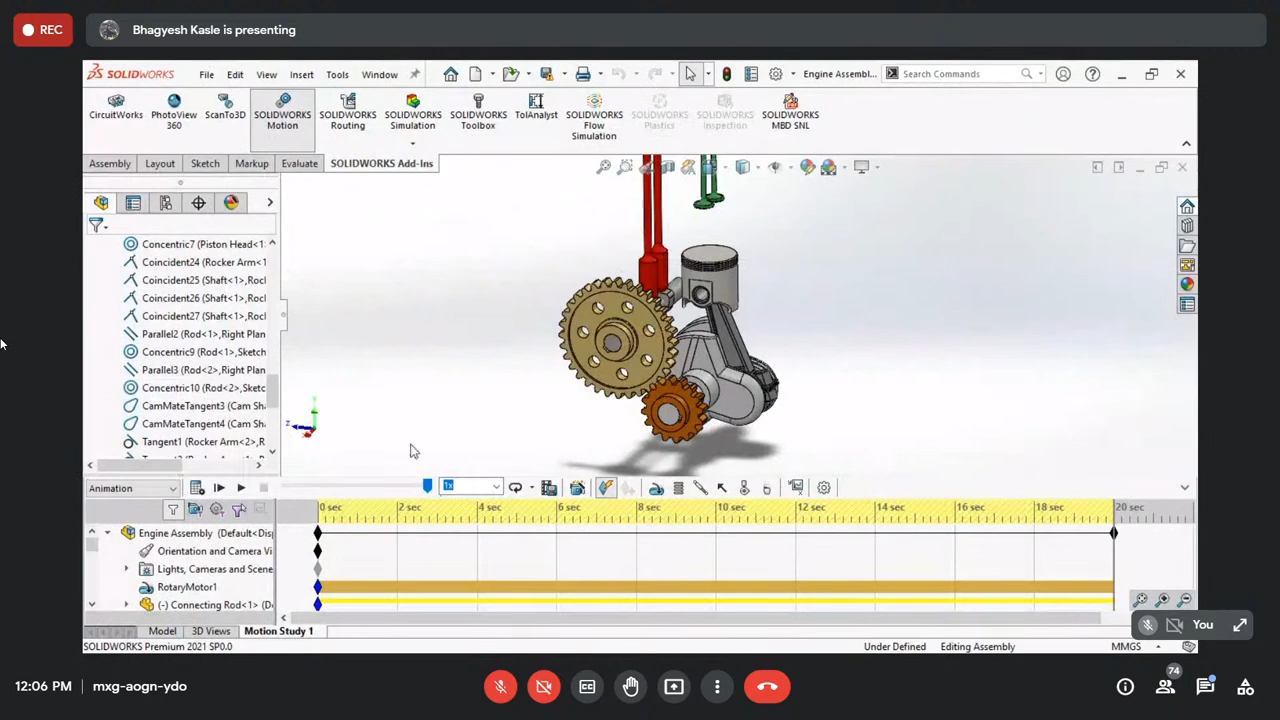 REC
Bhagyesh Kasle is presenting
SOLIDWORKS
File Edit View Insert Tools Window
Engine Assembl...
Search Commands
CircuitWorks
PhotoView 360
ScanTo3D
SOLIDWORKS Motion
SOLIDWORKS Routing
SOLIDWORKS Simulation
SOLIDWORKS Toolbox
TolAnalyst
SOLIDWORKS Flow Simulation
SOLIDWORKS Plastics
SOLIDWORKS Inspection
SOLIDWORKS MBD SNL
Assembly Layout Sketch Markup Evaluate SOLIDWORKS Add-Ins
Concentric7 (Piston Head<1
Coincident24 (Rocker Arm<1
Coincident25 (Shaft<1>,Roc
Coincident26 (Shaft<1>,Roc
Coincident27 (Shaft<1>,Roc
Parallel2 (Rod<1>,Right Plan
Concentric9 (Rod<1>,Sketch
Parallel3 (Rod<2>,Right Plan
Concentric10 (Rod<2>,Sketc
CamMateTangent3 (Cam Sha
CamMateTangent4 (Cam Sha
Tangent1 (Rocker Arm<2>,R
z
Animation
1x
0 sec 2 sec 4 sec 6 sec 8 sec 10 sec 12 sec 14 sec 16 sec 18 sec 20 sec
Engine Assembly (Default<Disp
Orientation and Camera Vi
Lights, Cameras and Scene
RotaryMotor1
(-) Connecting Rod<1> (De
You
Model 3D Views Motion Study 1
SOLIDWORKS Premium 2021 SP0.0
Under Defined Editing Assembly MMGS
12:06 PM mxg-aogn-ydo
74